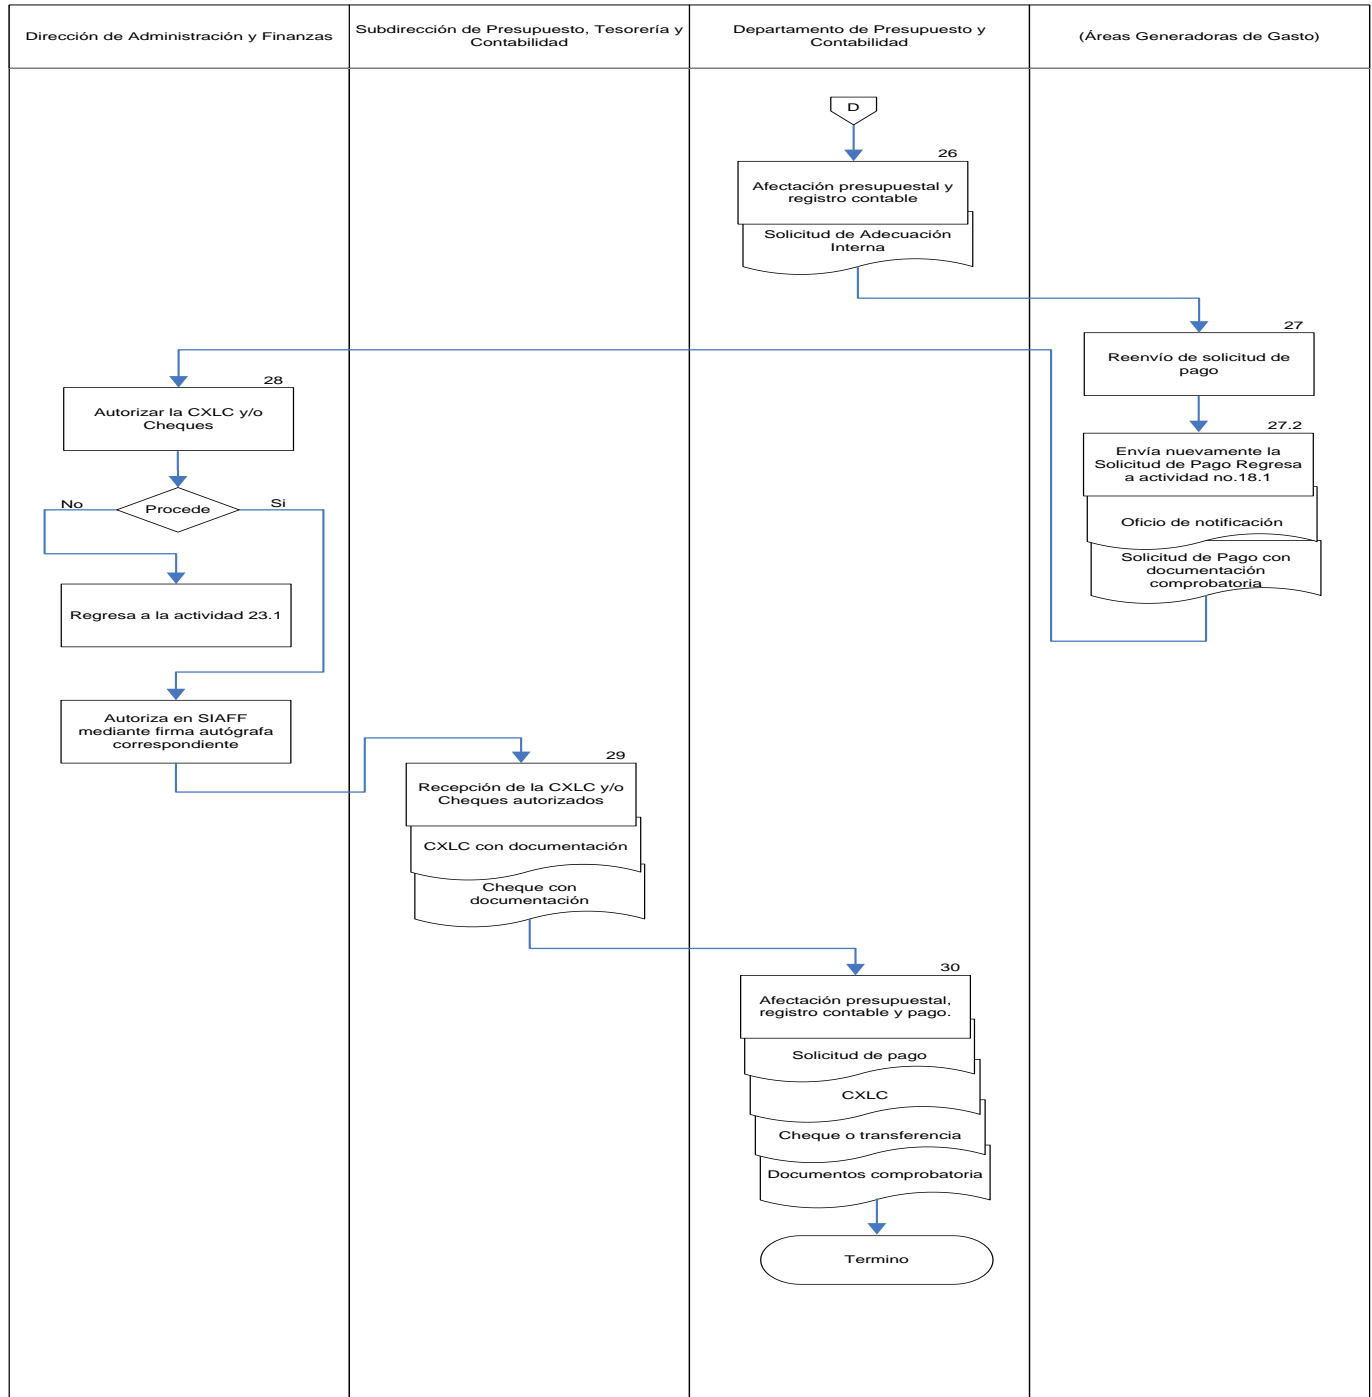 Dirección de Administración y Finanzas
Subdirección de Presupuesto, Tesorería y
Contabilidad
Departamento de Presupuesto y
Contabilidad
(Áreas Generadoras de Gasto)
D
26
Afectación presupuestal y
registro contable
Solicitud de Adecuación
Interna
27
Reenvío de solicitud de
pago
27.2
Envía nuevamente la
Solicitud de Pago Regresa
a actividad no.18.1
Oficio de notificación
Solicitud de Pago con
documentación
comprobatoria
28
Autorizar la CXLC y/o
Cheques
Procede
No
Si
Regresa a la actividad 23.1
Autoriza en SIAFF
mediante firma autógrafa
correspondiente
29
Recepción de la CXLC y/o
Cheques autorizados
CXLC con documentación
Cheque con
documentación
30
Afectación presupuestal,
registro contable y pago.
Solicitud de pago
CXLC
Cheque o transferencia
Documentos comprobatoria
Termino